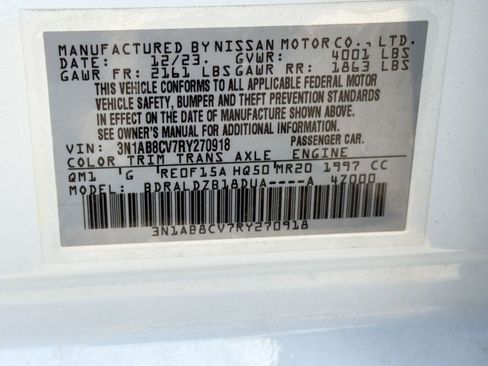 MANUFACTURED BY NISSAN MOTOR CO., LTD.
DATE: 12/23. GVWR: 4001 LBS
GAWR FR: 2161 LBS GAWR RR: 1863 LBS
THIS VEHICLE CONFORMS TO ALL APPLICABLE FEDERAL MOTOR
VEHICLE SAFETY, BUMPER AND THEFT PREVENTION STANDARDS
IN EFFECT ON THE DATE OF MANUFACTURE SHOWN ABOVE.
SEE OWNER'S MANUAL FOR ADDITIONAL INFORMATION.
VIN: 3N1AB8CV7RY270918 PASSENGER CAR.
COLOR TRIM TRANS AXLE ENGINE
QM1 G RE0F15A HQ50 MR20 1997 CC
MODEL: BDRALDZB18DUA----A 4Z000
3N1AB8CV7RY270918